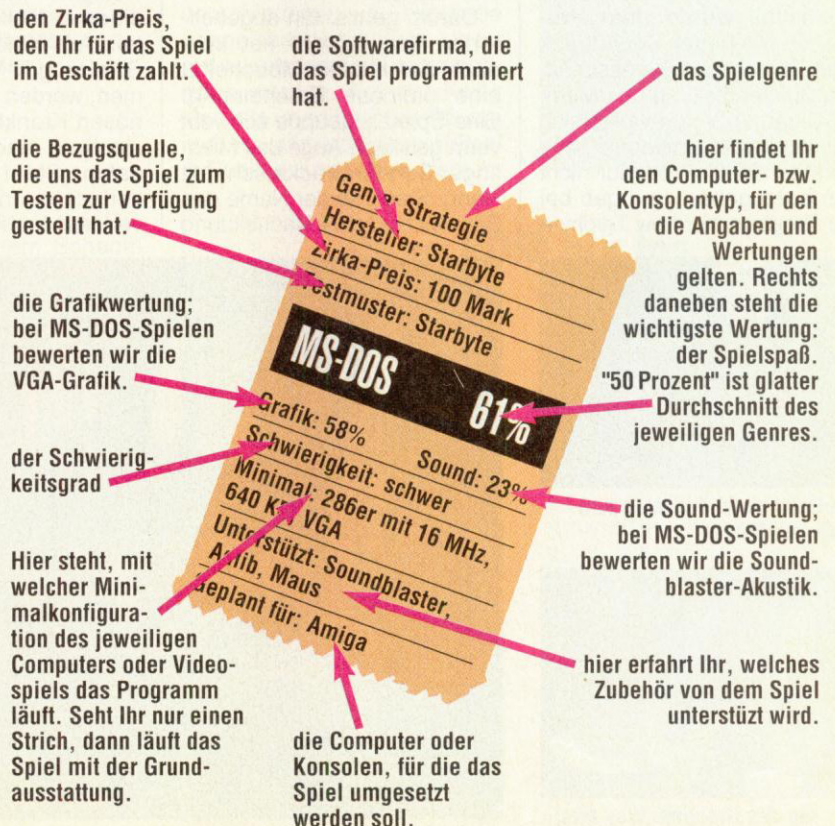 den Zirka-Preis,
den Ihr für das Spiel
im Geschäft zahlt.
die Softwarefirma, die
das Spiel programmiert
hat.
das Spielgenre
die Bezugsquelle,
die uns das Spiel zum
Testen zur Verfügung
gestellt hat.
hier findet Ihr
den Computer- bzw.
Konsolentyp, für den
die Angaben und
Wertungen
gelten. Rechts
daneben steht die
wichtigste Wertung:
der Spielspaß.
"50 Prozent" ist glatter
Durchschnitt des
jeweiligen Genres.
Genre: Strategie
Hersteller: Starbyte
Zirka-Preis: 100 Mark
Testmuster: Starbyte
MS-DOS 61%
Grafik: 58% Sound: 23%
Schwierigkeit: schwer
Minimal: 286er mit 16 MHz,
640 KB, VGA
Unterstützt: Soundblaster,
Adlib, Maus
Geplant für: Amiga
die Grafikwertung;
bei MS-DOS-Spielen
bewerten wir die
VGA-Grafik.
der Schwierig-
keitsgrad
die Sound-Wertung;
bei MS-DOS-Spielen
bewerten wir die Sound-
blaster-Akustik.
Hier steht, mit
welcher Mini-
malkonfigura-
tion des jeweiligen
Computers oder Video-
spiels das Programm
läuft. Seht Ihr nur einen
Strich, dann läuft das
Spiel mit der Grund-
ausstattung.
hier erfahrt Ihr, welches
Zubehör von dem Spiel
unterstüzt wird.
die Computer oder
Konsolen, für die das
Spiel umgesetzt
werden soll.